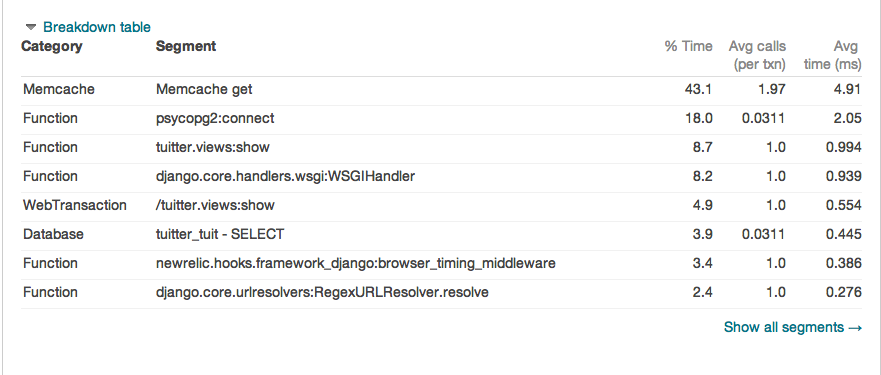 Breakdown table
Category Segment % Time Avg calls (per txn) Avg time (ms)
Memcache Memcache get 43.1 1.97 4.91
Function psycopg2:connect 18.0 0.0311 2.05
Function tuitter.views:show 8.7 1.0 0.994
Function django.core.handlers.wsgi:WSGIHandler 8.2 1.0 0.939
WebTransaction /tuitter.views:show 4.9 1.0 0.554
Database tuitter_tuit - SELECT 3.9 0.0311 0.445
Function newrelic.hooks.framework_django:browser_timing_middleware 3.4 1.0 0.386
Function django.core.urlresolvers:RegexURLResolver.resolve 2.4 1.0 0.276
Show all segments →